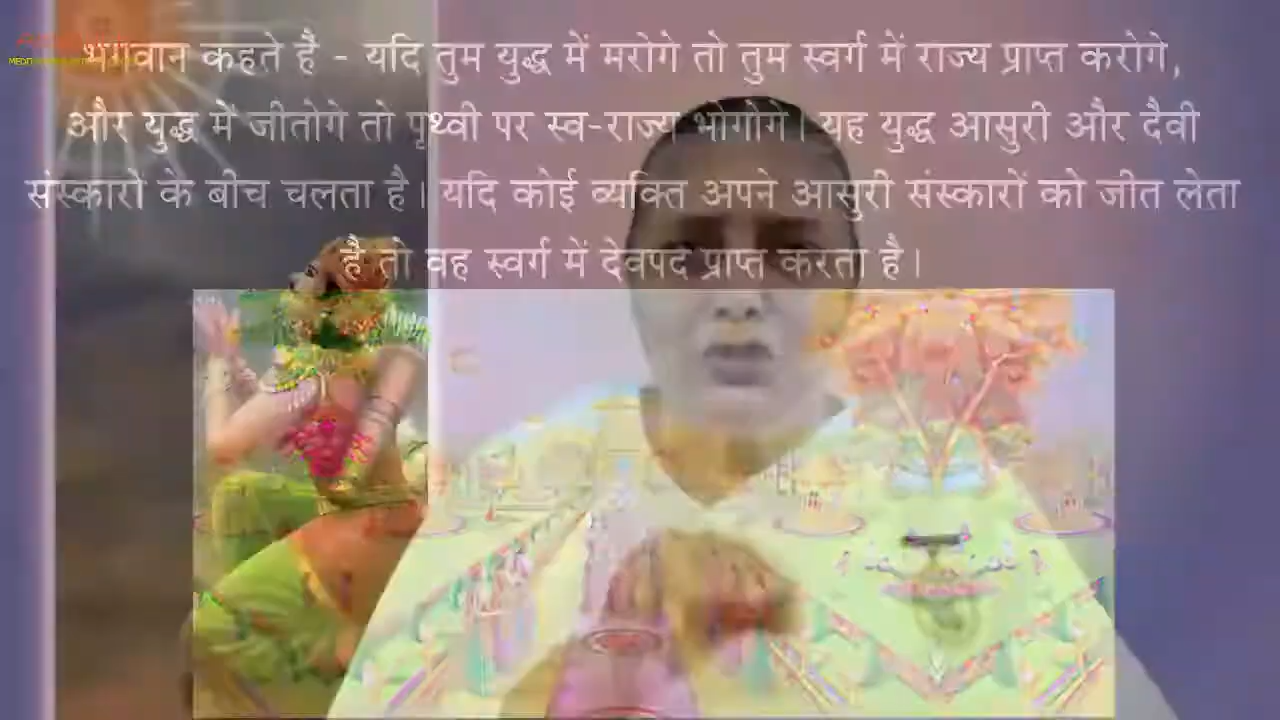 भगवान कहते है - यदि तुम युद्ध में मरोगे तो तुम स्वर्ग में राज्य प्राप्त करोगे,
और युद्ध में जीतोगे तो पृथ्वी पर स्व-राज्य भोगोगे। यह युद्ध आसुरी और दैवी
संस्कारो के बीच चलता है। यदि कोई व्यक्ति अपने आसुरी संस्कारों को जीत लेता
है तो वह स्वर्ग में देवपद प्राप्त करता है।